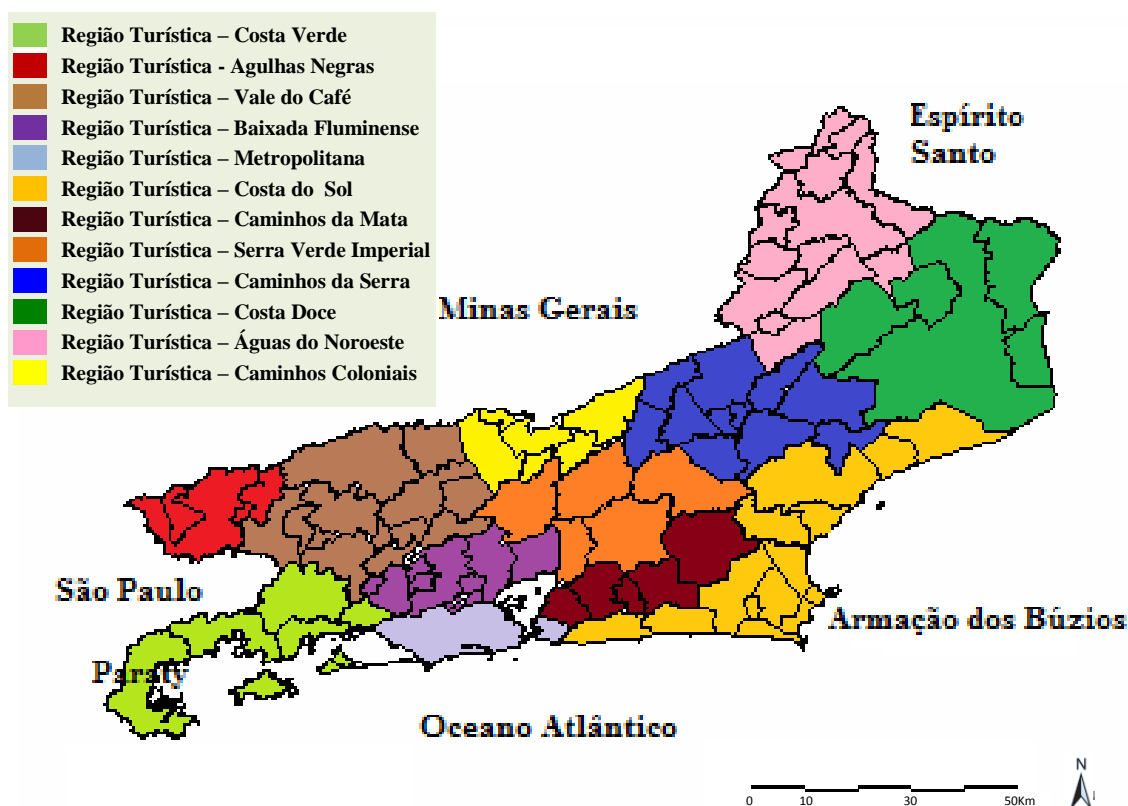 Região Turística – Costa Verde
Região Turística - Agulhas Negras
Região Turística – Vale do Café
Região Turística – Baixada Fluminense
Região Turística – Metropolitana
Região Turística – Costa do Sol
Região Turística – Caminhos da Mata
Região Turística – Serra Verde Imperial
Região Turística – Caminhos da Serra
Região Turística – Costa Doce
Região Turística – Águas do Noroeste
Região Turística – Caminhos Coloniais
Espírito
Santo
Minas Gerais
São Paulo
Armação dos Búzios
Paraty
Oceano Atlântico
N
0 10 30 50Km